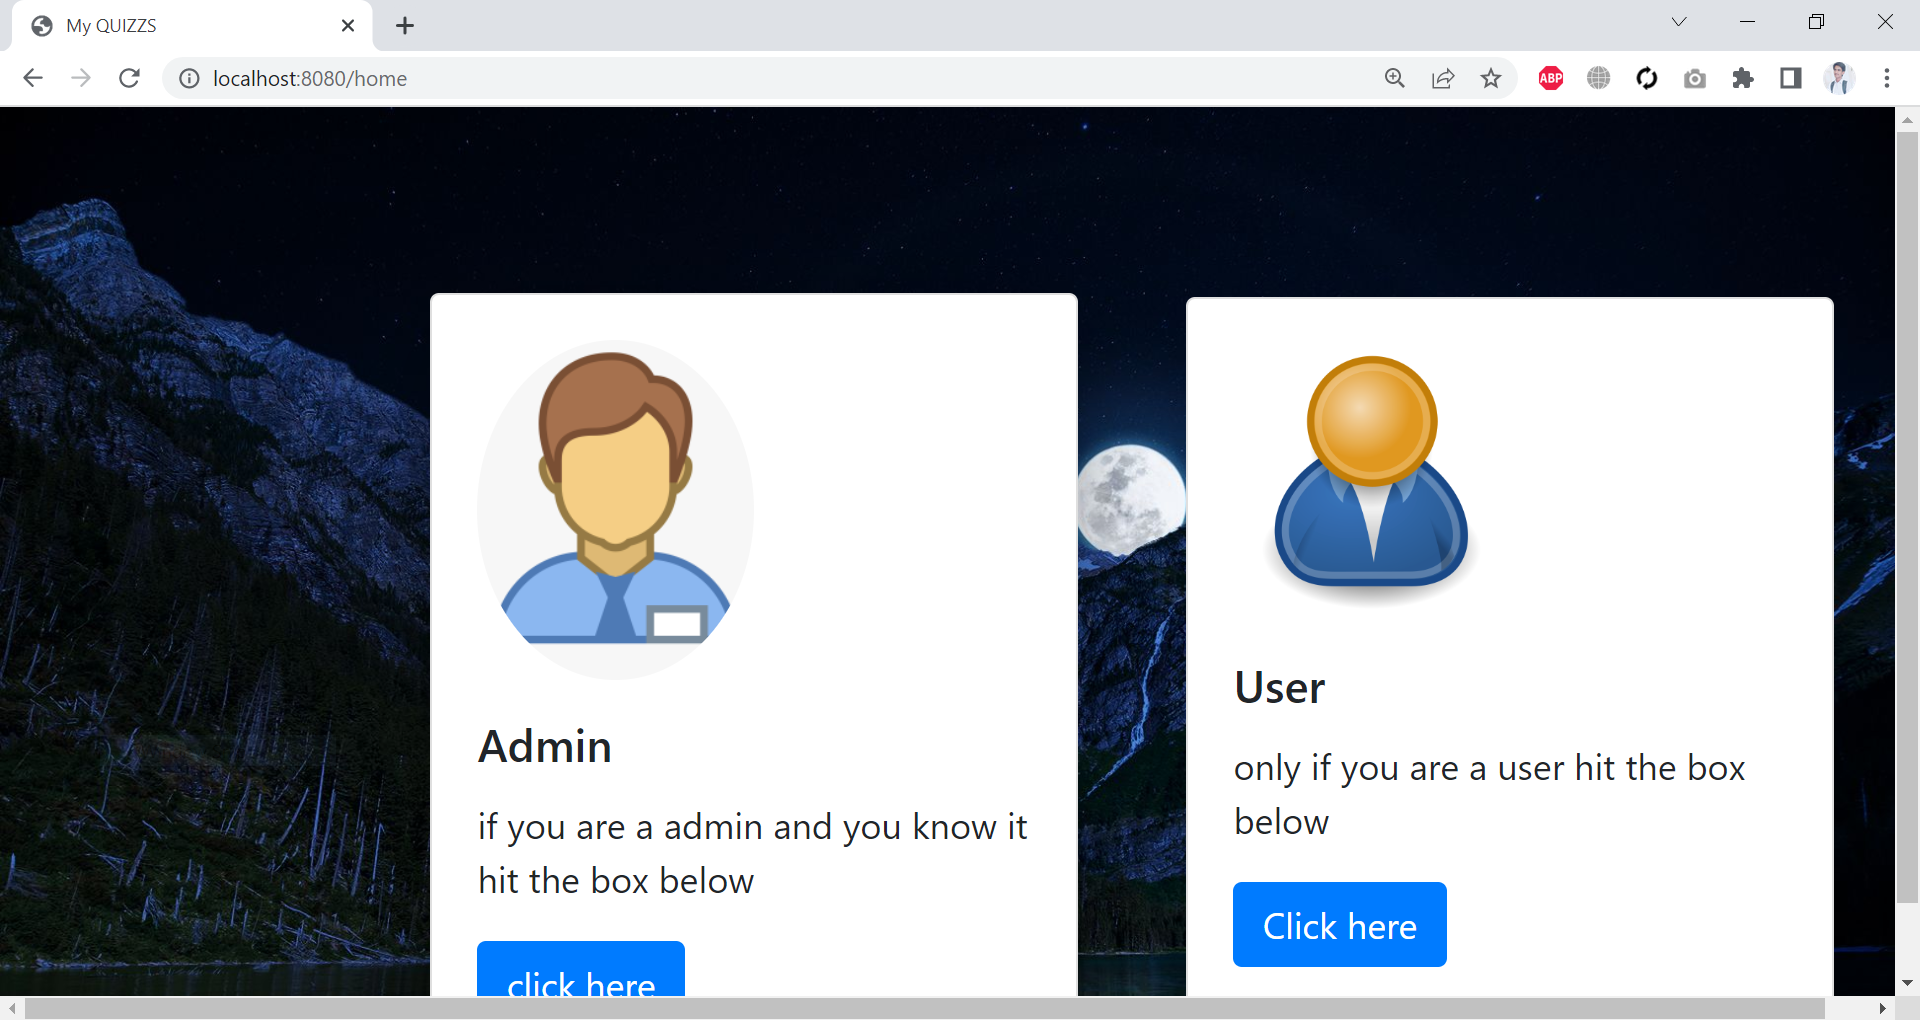 My QUIZZS
localhost:8080/home
ABP
Admin
if you are a admin and you know it
hit the box below
click here
User
only if you are a user hit the box
below
Click here